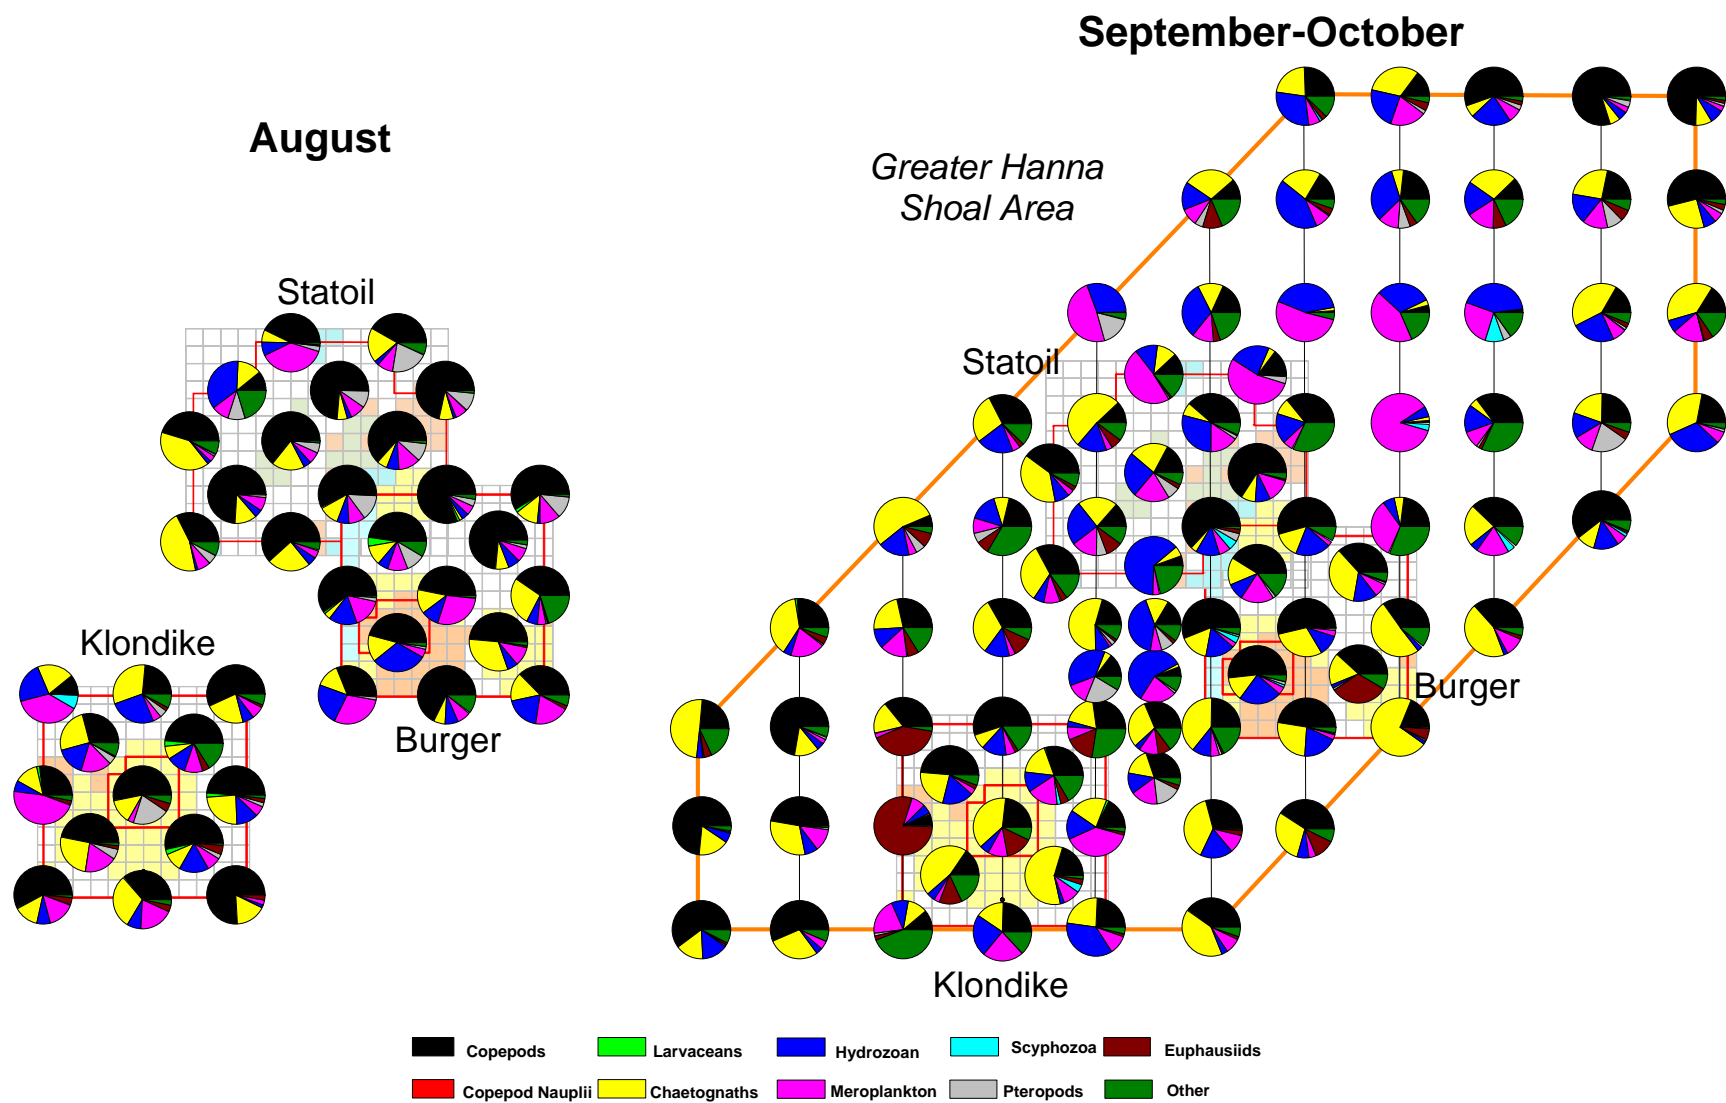 September-October
August
Greater Hanna
Shoal Area
Statoil
Statoil
Klondike
Burger
Burger
Klondike
Copepods
Larvaceans
Hydrozoan
Scyphozoa
Euphausiids
Copepod Nauplii
Chaetognaths
Meroplankton
Pteropods
Other